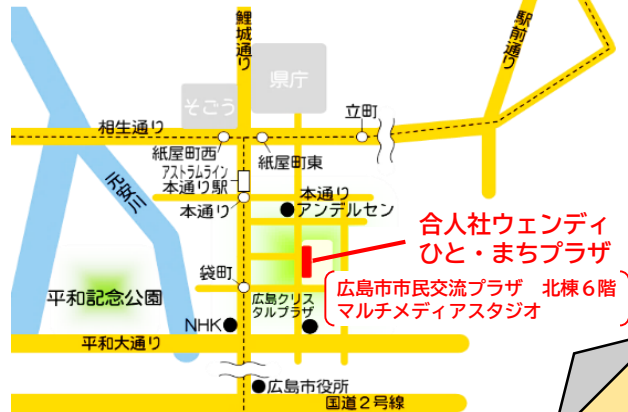 鯉城通り
駅前通り
県庁
そごう
立町
相生通り
紙屋町西
紙屋町東
アストラムライン
本通り駅
本通り
本通り
アンデルセン
元安川
合人社ウェンディ
ひと・まちプラザ
広島市市民交流プラザ 北棟6階
マルチメディアスタジオ
袋町
平和記念公園
広島クリス
タルプラザ
NHK
平和大通り
広島市役所
国道2号線